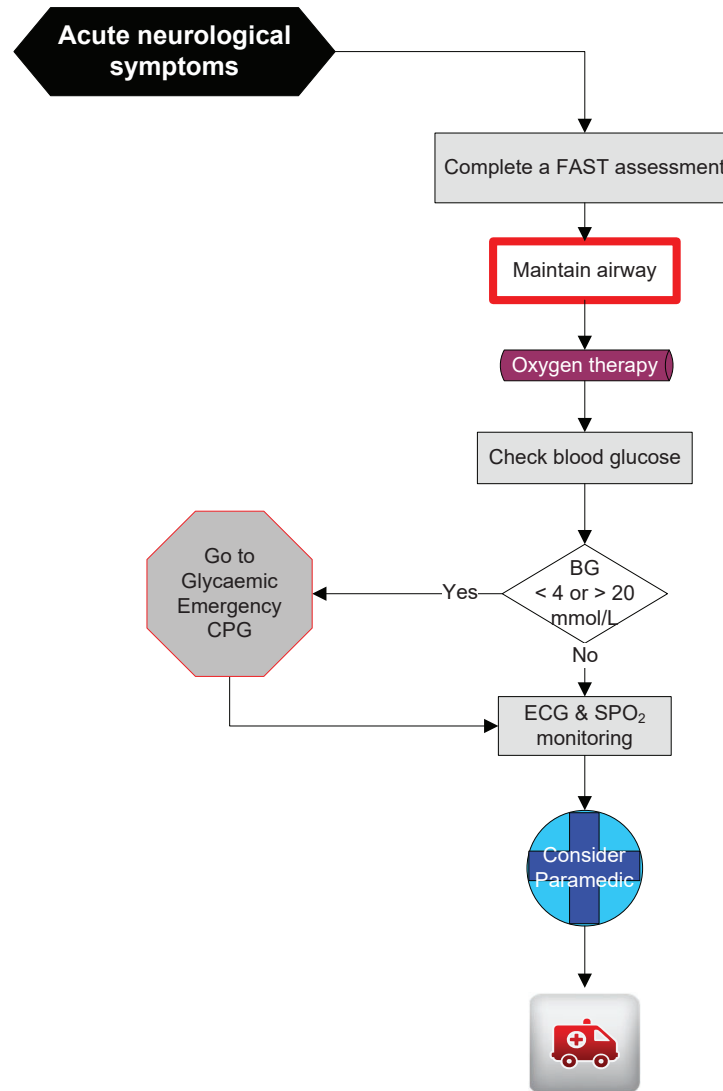 Acute neurological
symptoms
Complete a FAST assessment
Maintain airway
Oxygen therapy
Check blood glucose
BG
< 4 or > 20
mmol/L
Yes
Go to
Glycaemic
Emergency
CPG
No
ECG & SPO₂
monitoring
Consider
Paramedic